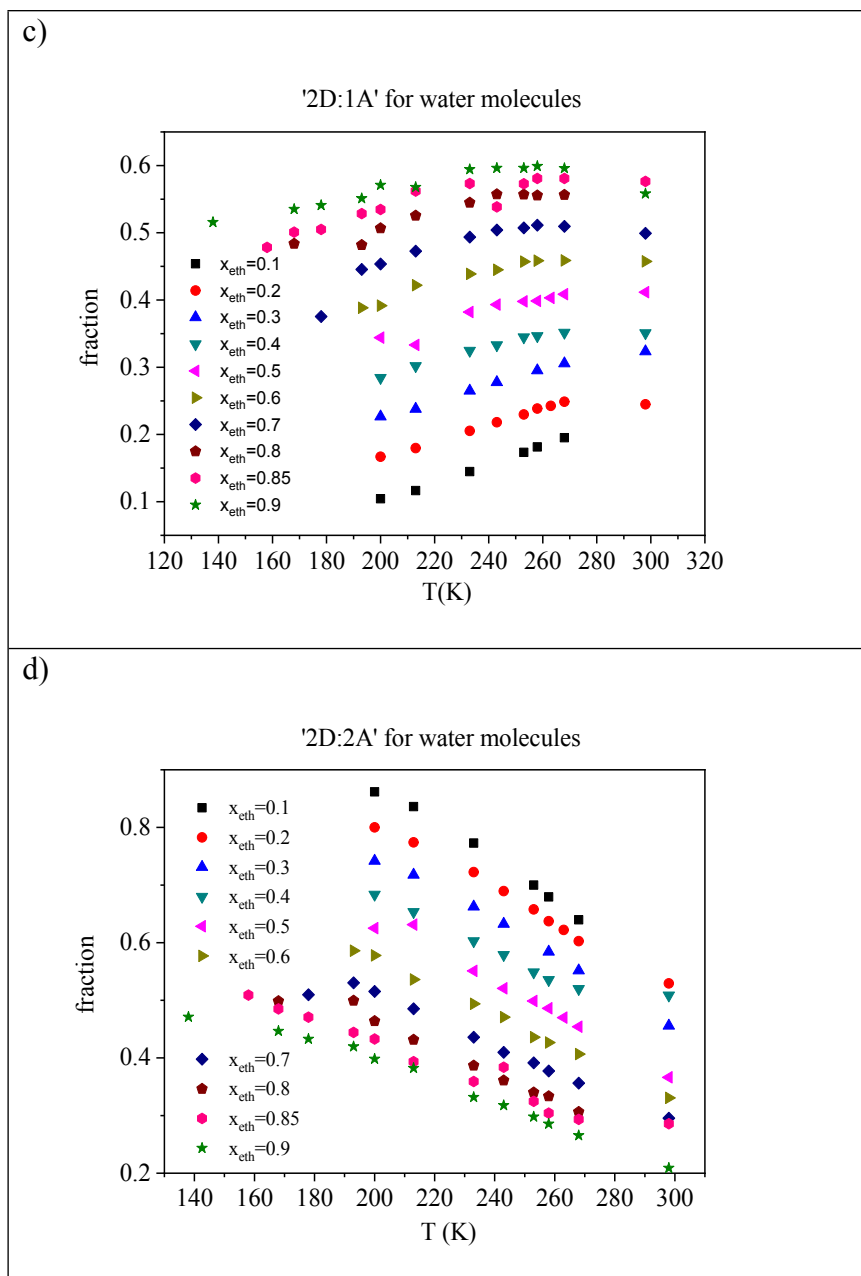 c)
'2D:1A' for water molecules
0.6
0.5
0.4
0.3
0.2
0.1
fraction
x_eth=0.1
x_eth=0.2
x_eth=0.3
x_eth=0.4
x_eth=0.5
x_eth=0.6
x_eth=0.7
x_eth=0.8
x_eth=0.85
x_eth=0.9
120 140 160 180 200 220 240 260 280 300 320
T(K)
d)
'2D:2A' for water molecules
0.8
0.6
0.4
0.2
fraction
x_eth=0.1
x_eth=0.2
x_eth=0.3
x_eth=0.4
x_eth=0.5
x_eth=0.6
x_eth=0.7
x_eth=0.8
x_eth=0.85
x_eth=0.9
140 160 180 200 220 240 260 280 300
T (K)